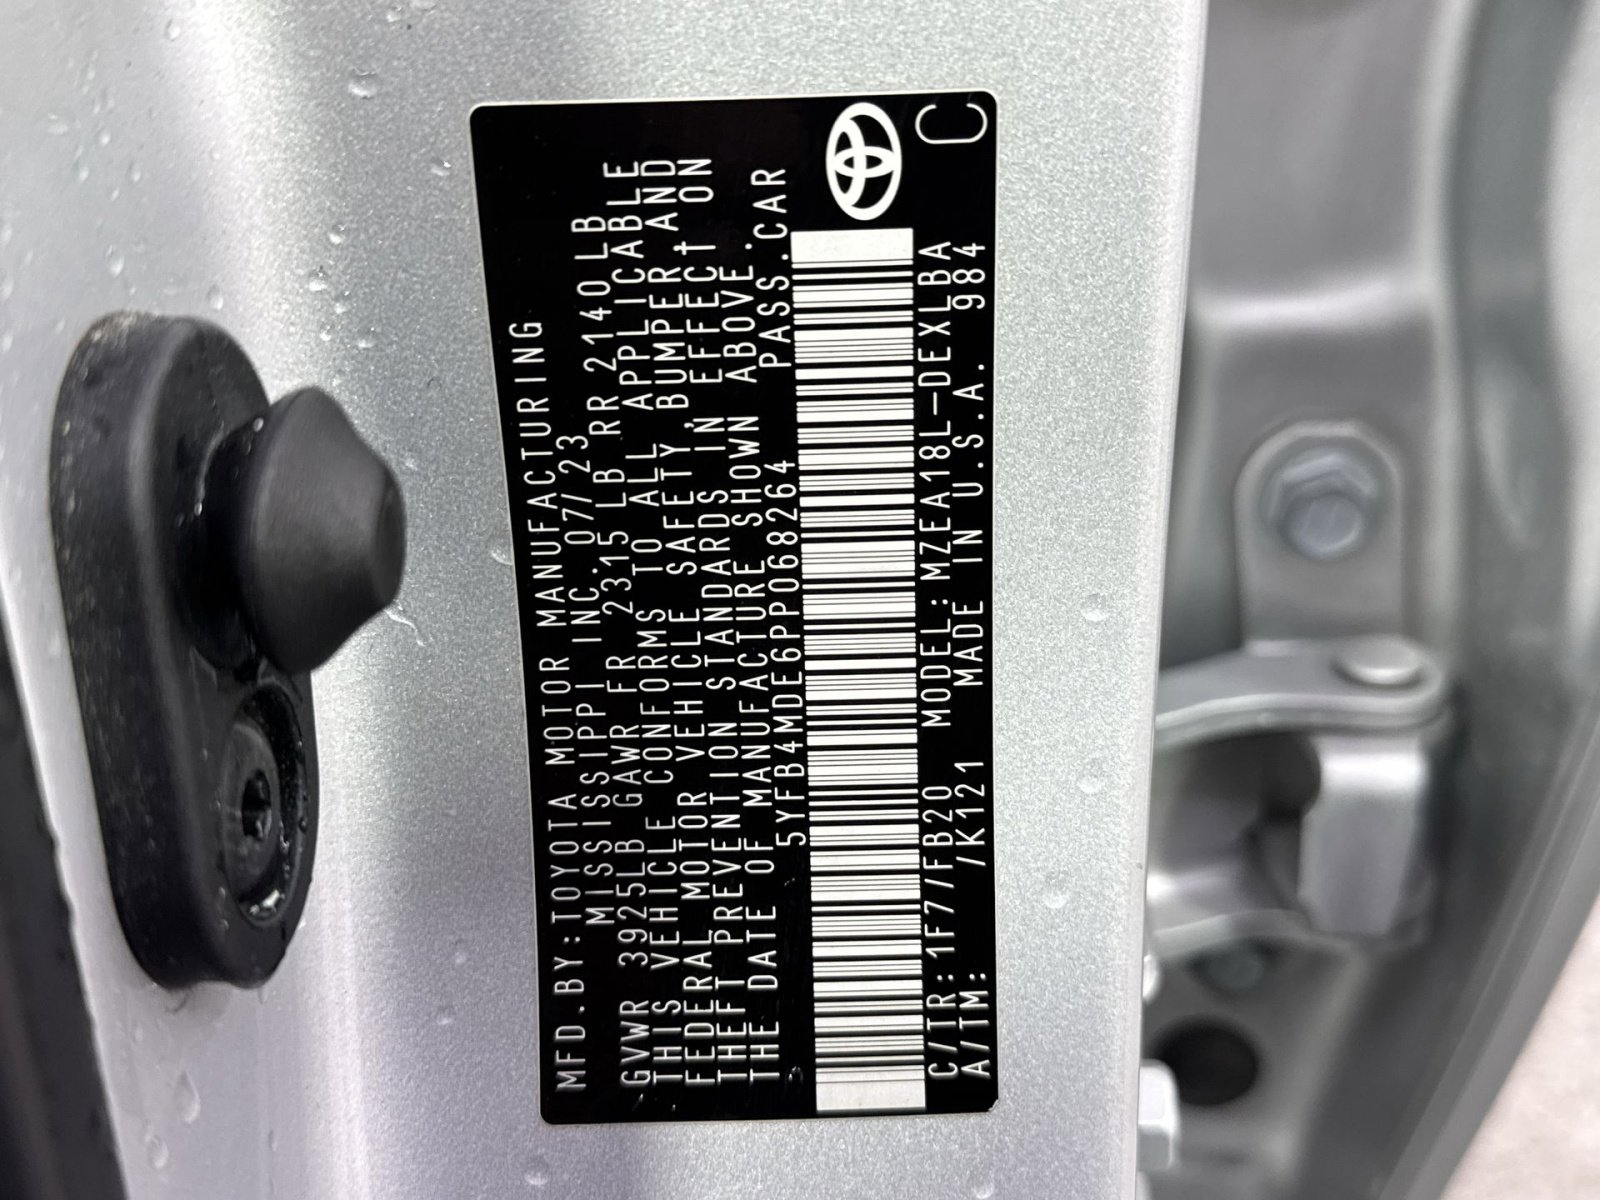 MFD.BY:TOYOTA MOTOR MANUFACTURING
MISSISSIPPI INC. 07/23
GVWR 3925LB GAWR FR 2315 LB RR 2140LB
THIS VEHICLE CONFORMS TO ALL APPLICABLE
FEDERAL MOTOR VEHICLE SAFETY,BUMPER,AND
THEFT PREVENTION STANDARDS IN EFFECT ON
THE DATE OF MANUFACTURE SHOWN ABOVE.
5YFB4MDE6PP068264 PASS.CAR
C/TR:1F7/FB20 MODEL:MZEA18L-DEXLBA
A/TM: /K121 MADE IN U.S.A. 984
C